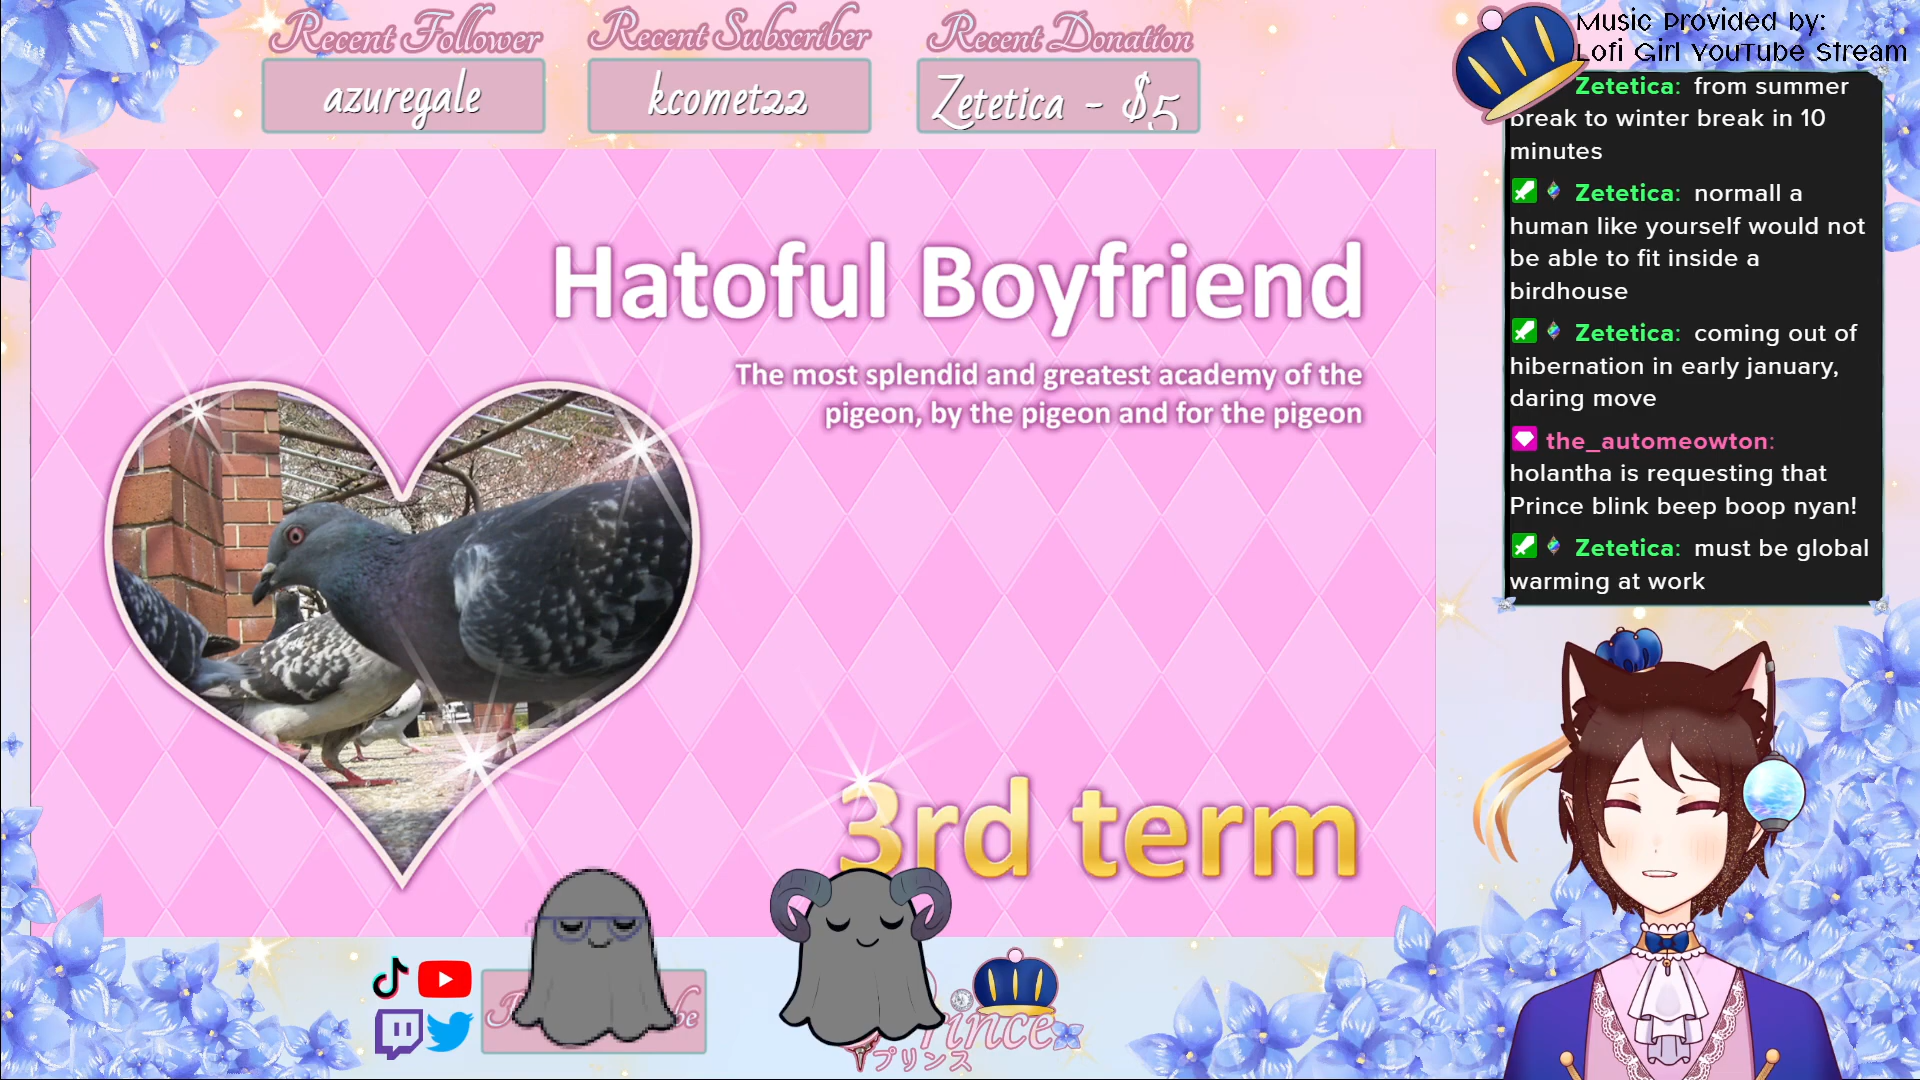 Recent Follower
azuregale
Recent Subscriber
kcomet22
Recent Donation
Zetetica - $5
Music Provided by:
Lofi Girl YouTube Stream
Zetetica: from summer
break to winter break in 10
minutes
Zetetica: normall a
human like yourself would not
be able to fit inside a
birdhouse
Zetetica: coming out of
hibernation in early january,
daring move
the_automeowton:
holantha is requesting that
Prince blink beep boop nyan!
Zetetica: must be global
warming at work
Hatoful Boyfriend
The most splendid and greatest academy of the
pigeon, by the pigeon and for the pigeon
3rd term
プリンス